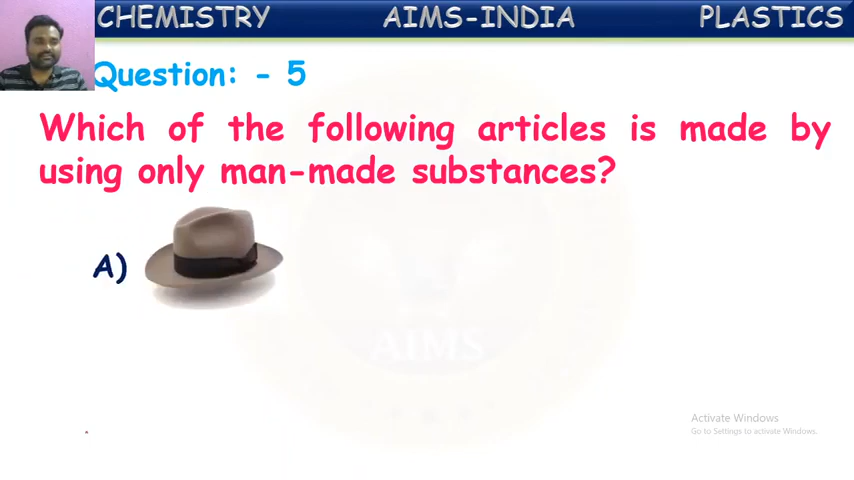 CHEMISTRY AIMS-INDIA PLASTICS
Question: - 5
Which of the following articles is made by
using only man-made substances?
A)
AIMS
Activate Windows
Go to Settings to activate Windows.